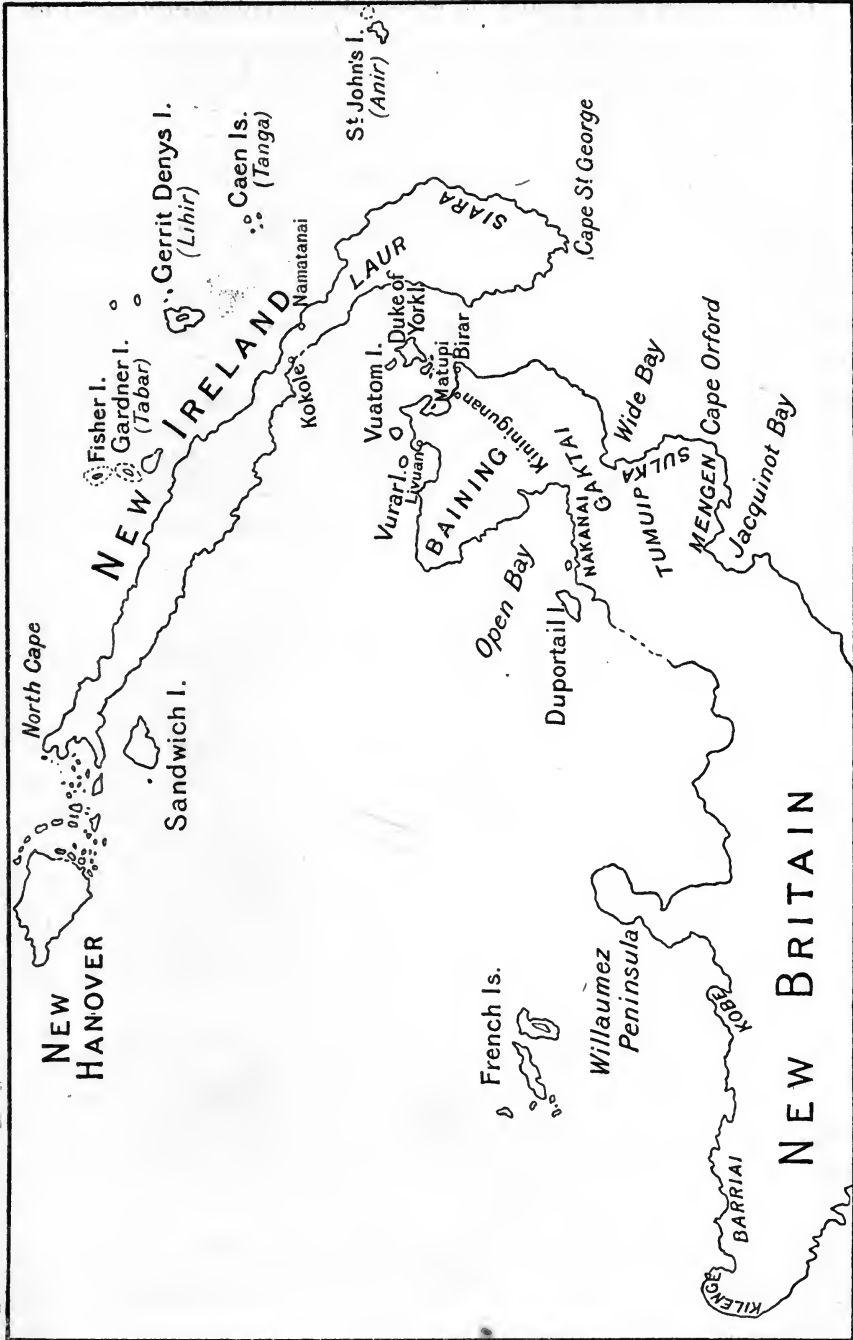 North Cape
NEW
HANOVER
Sandwich I.
NEW IRELAND
Fisher I.
Gardner I.
(Tabar)
Gerrit Denys I.
(Lihir)
Caen Is.
(Tanga)
St John's I.
(Anir)
Namatanai
Kokole
LAUR
SIARA
Cape St George
Duke of
York I.
Vuatom I.
Matupi
Birar
Vurar I.
Livuan
Kininigunan
BAINING
GAKTAI
NAKANAI
Open Bay
Duportail I.
Wide Bay
SULKA
TUMUIP
Cape Orford
MENGEN
Jacquinot Bay
French Is.
Willaumez
Peninsula
KOBE
BARRIAI
KILENGE
NEW BRITAIN